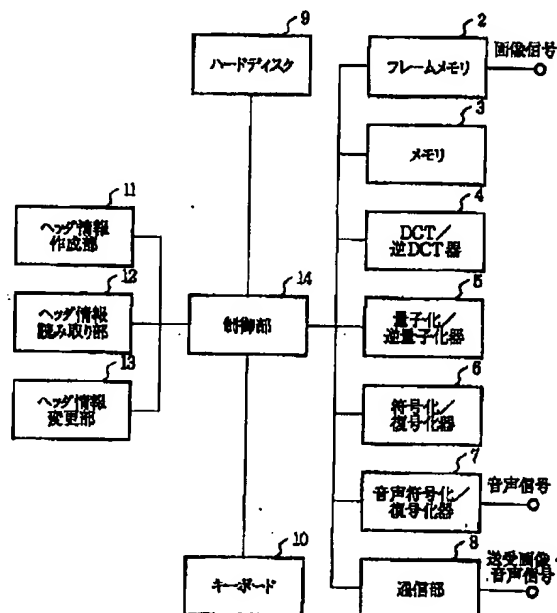 9
ハードディスク
2
フレームメモリ
画像信号
3
メモリ
4
DCT/
逆DCT器
11
ヘッダ情報
作成部
12
ヘッダ情報
読み取り部
13
ヘッダ情報
変更部
14
制御部
5
量子化/
逆量子化器
6
符号化/
復号化器
7
音声符号化/
復号化器
音声信号
10
キーボード
8
通信部
送受画像・
音声信号